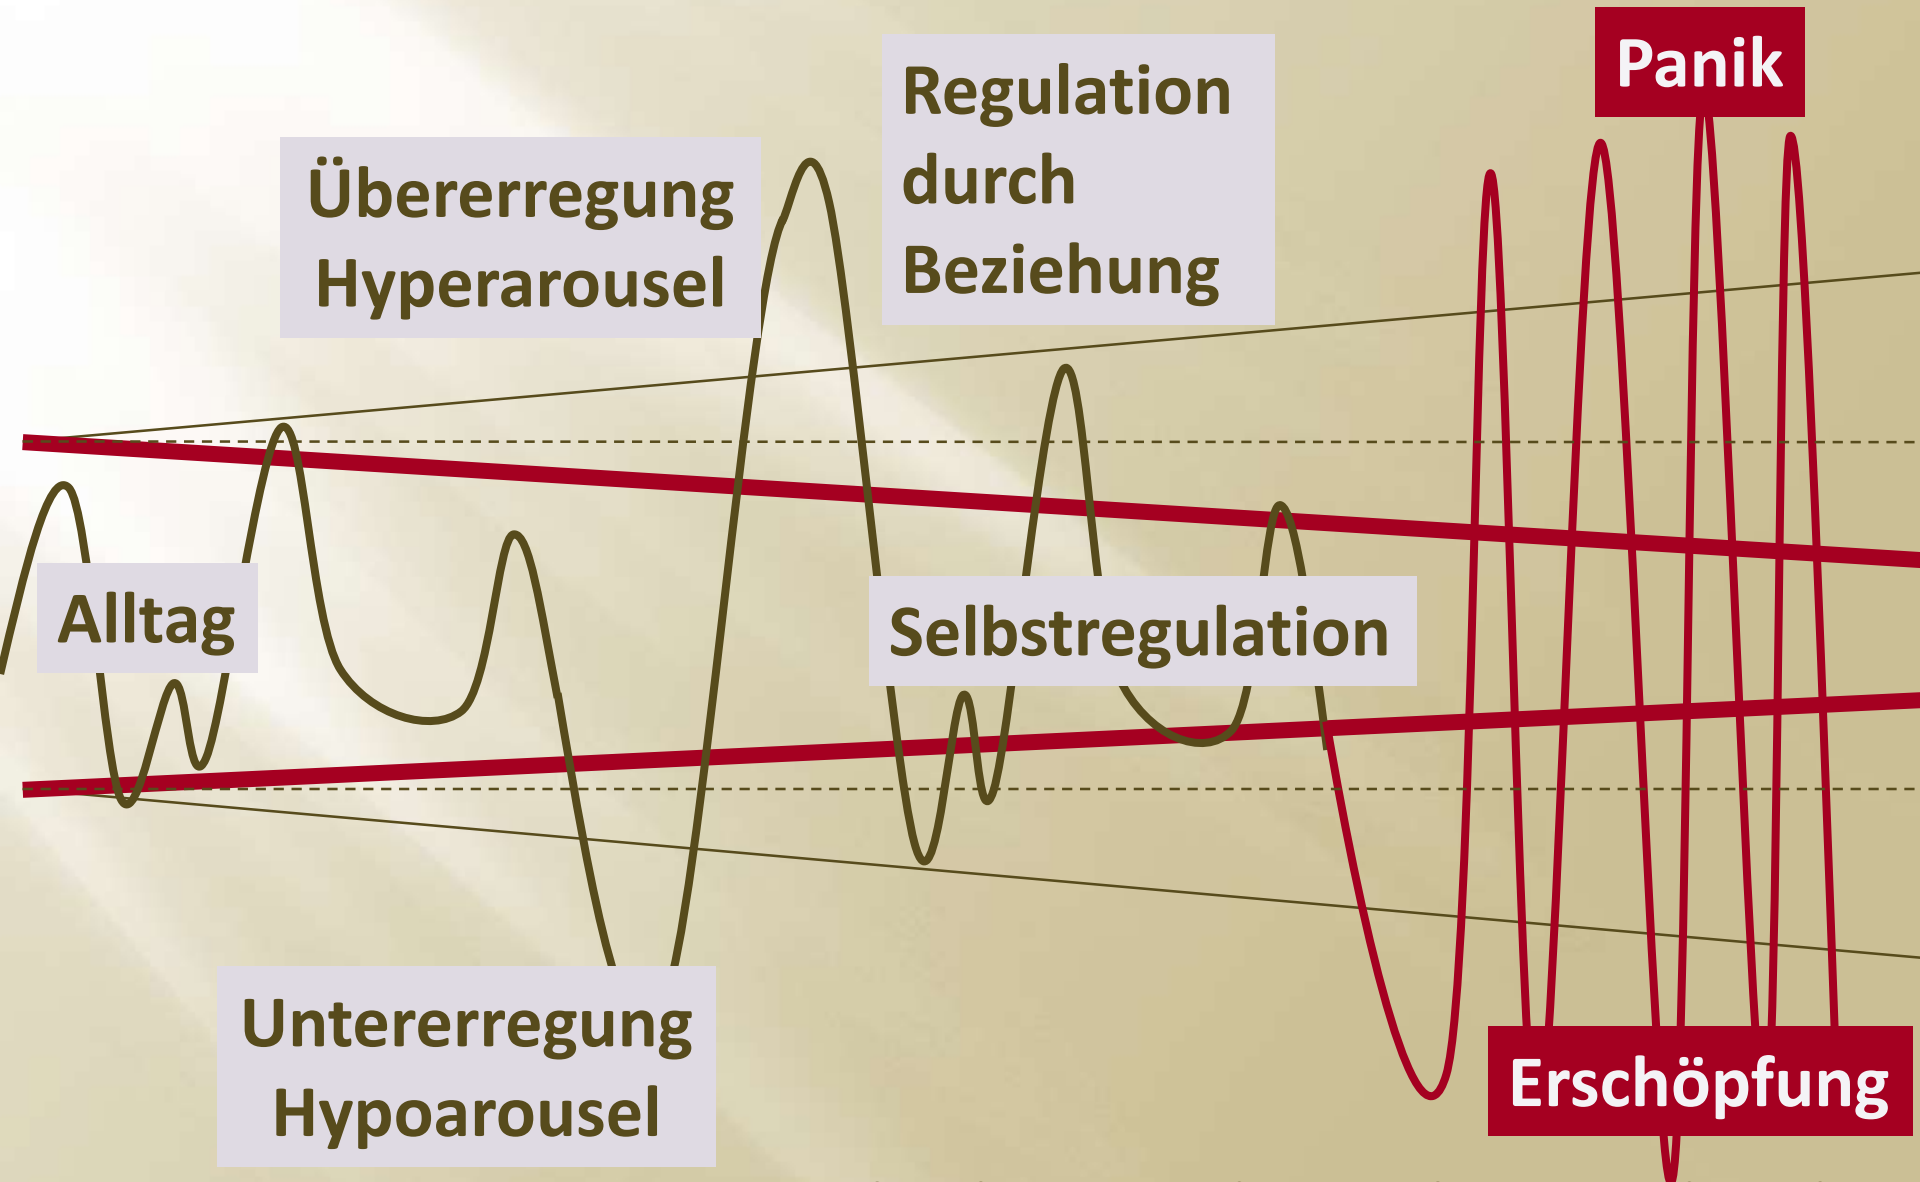 Panik
Regulation
durch
Beziehung
Übererregung
Hyperarousel
Alltag
Selbstregulation
Untererregung
Hypoarousel
Erschöpfung